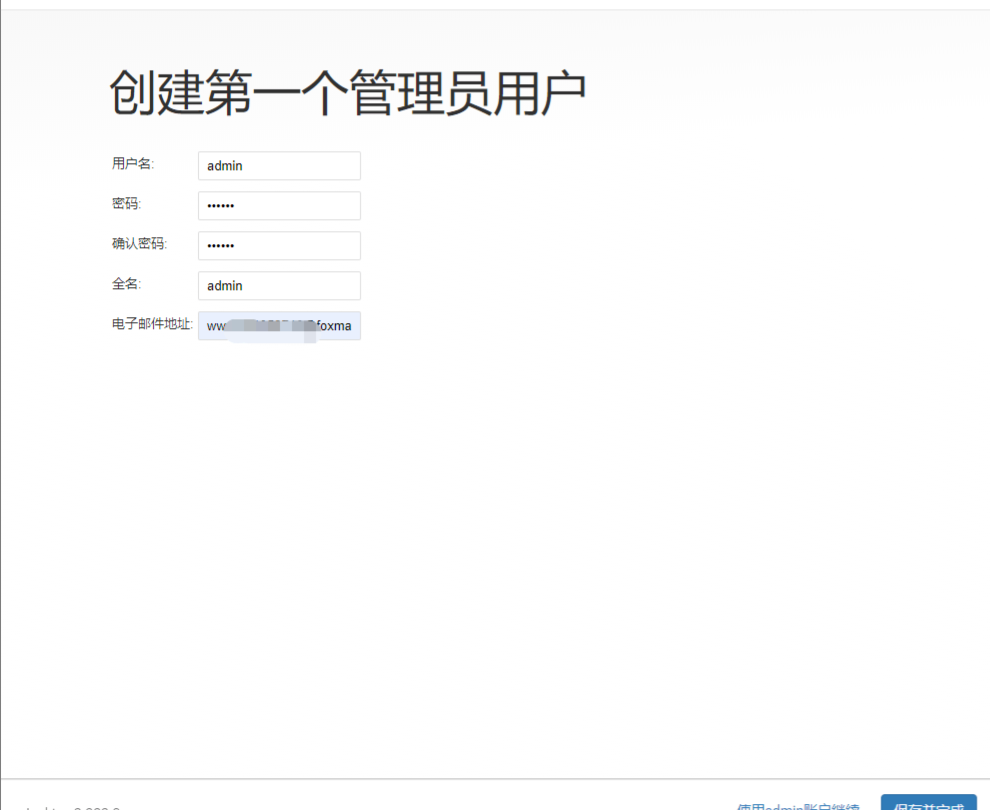 创建第一个管理员用户
用户名: admin
密码: ••••••
确认密码: ••••••
全名: admin
电子邮件地址: ww foxma
使用admin账户继续 保存并完成